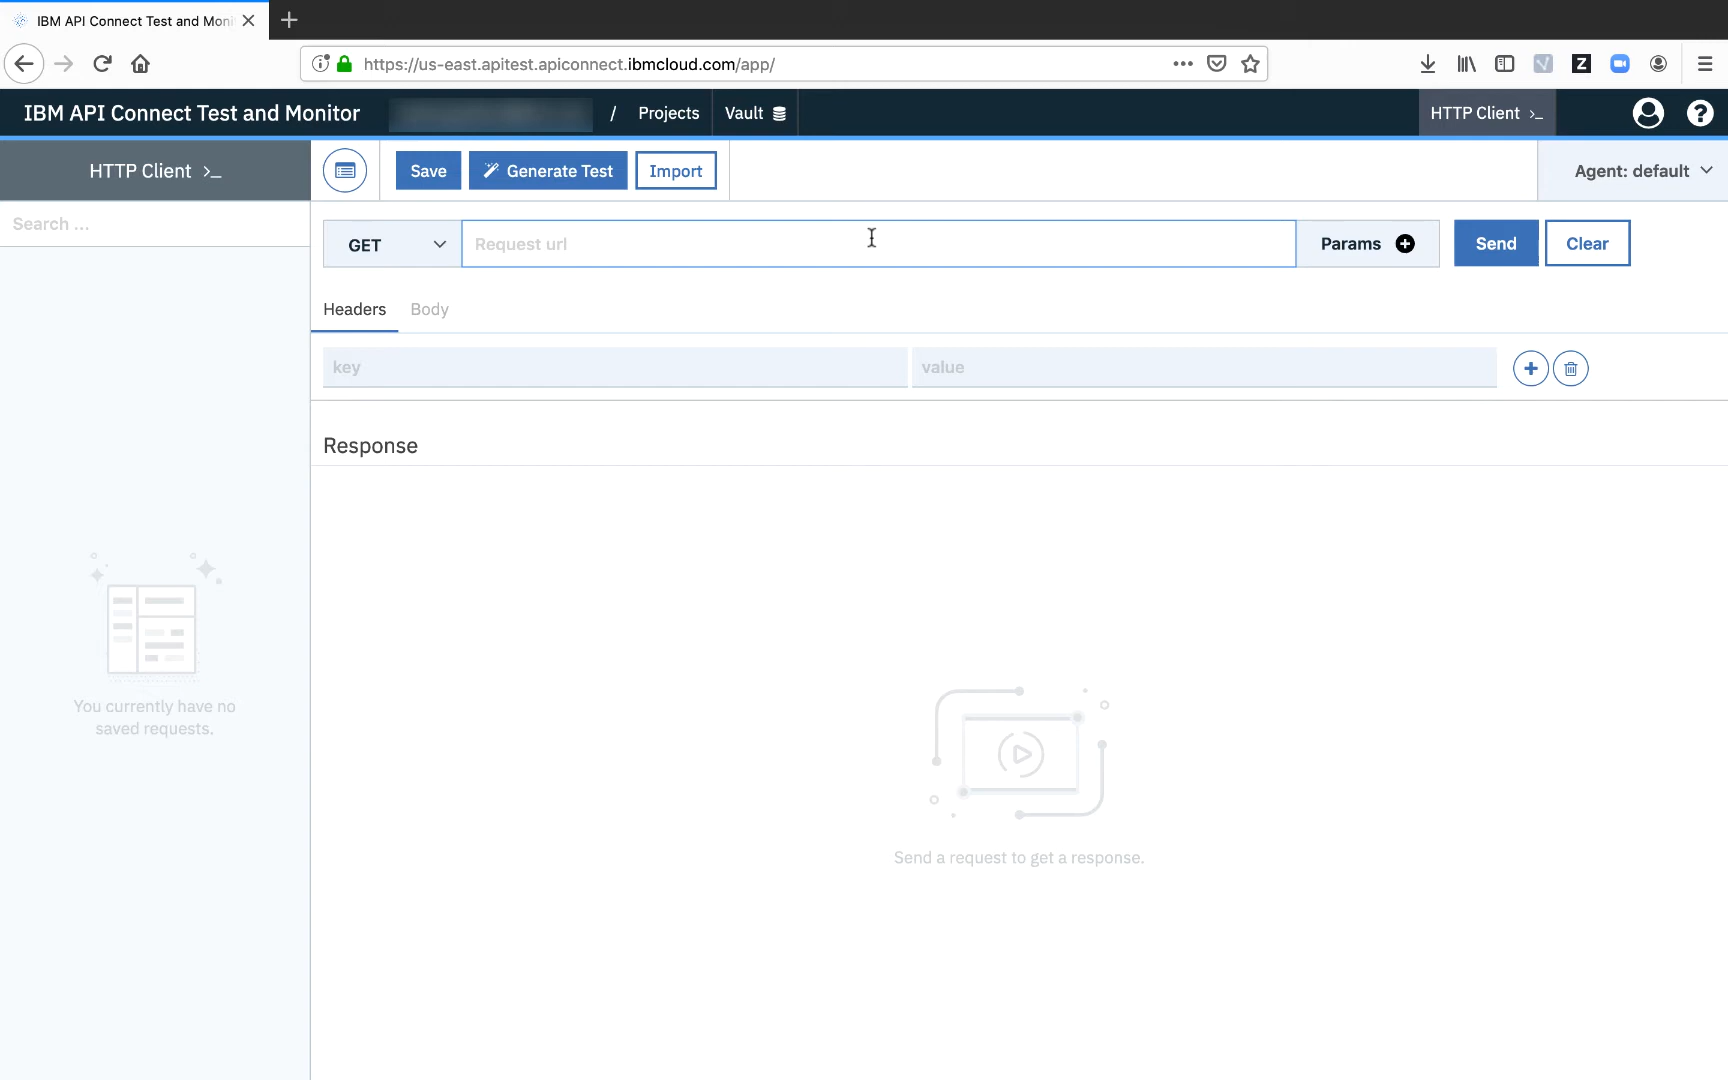 IBM API Connect Test and Moni
https://us-east.apitest.apiconnect.ibmcloud.com/app/
IBM API Connect Test and Monitor / Projects Vault HTTP Client >_
HTTP Client >_ Save Generate Test Import Agent: default
Search ...
GET Request url Params Send Clear
Headers Body
key value
Response
You currently have no
saved requests.
Send a request to get a response.